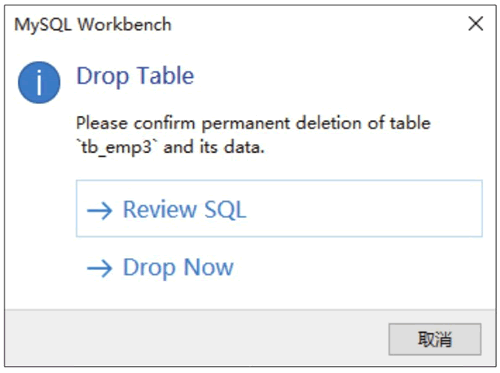 MySQL Workbench
Drop Table
Please confirm permanent deletion of table
`tb_emp3` and its data.
Review SQL
Drop Now
取消